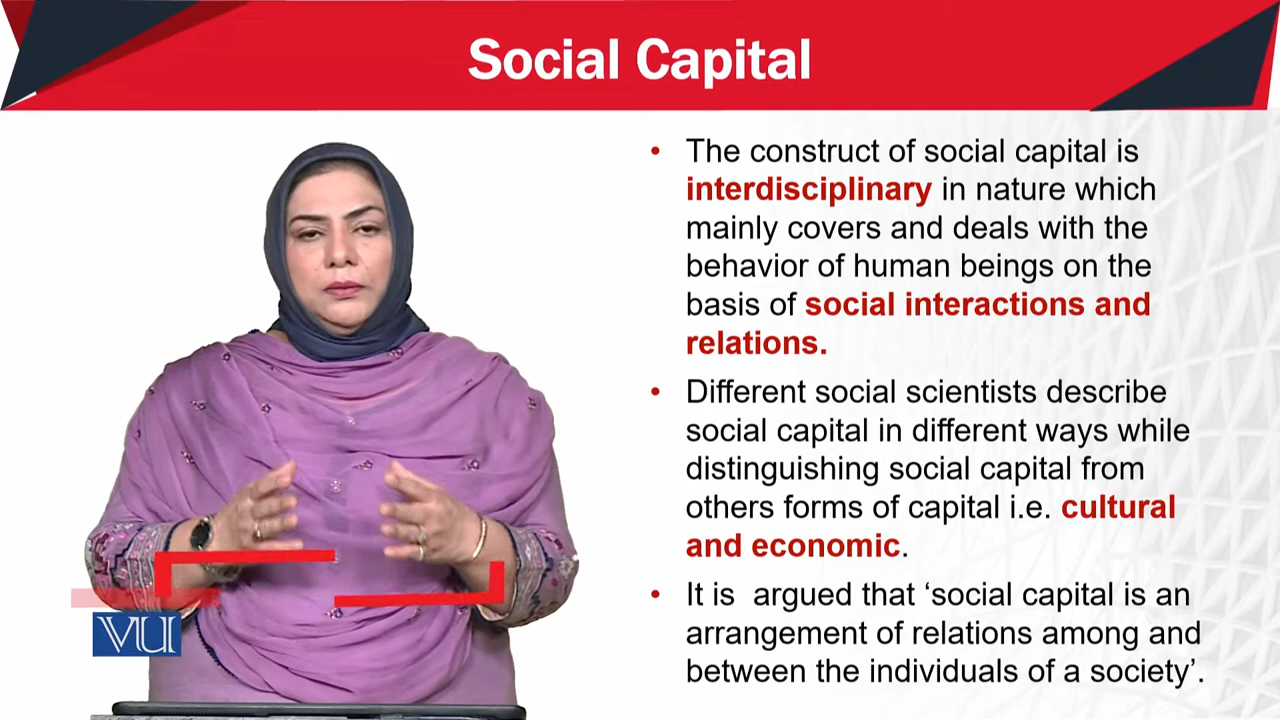 Social Capital
• The construct of social capital is
interdisciplinary in nature which
mainly covers and deals with the
behavior of human beings on the
basis of social interactions and
relations.
• Different social scientists describe
social capital in different ways while
distinguishing social capital from
others forms of capital i.e. cultural
and economic.
• It is  argued that ‘social capital is an
arrangement of relations among and
between the individuals of a society’.
VU